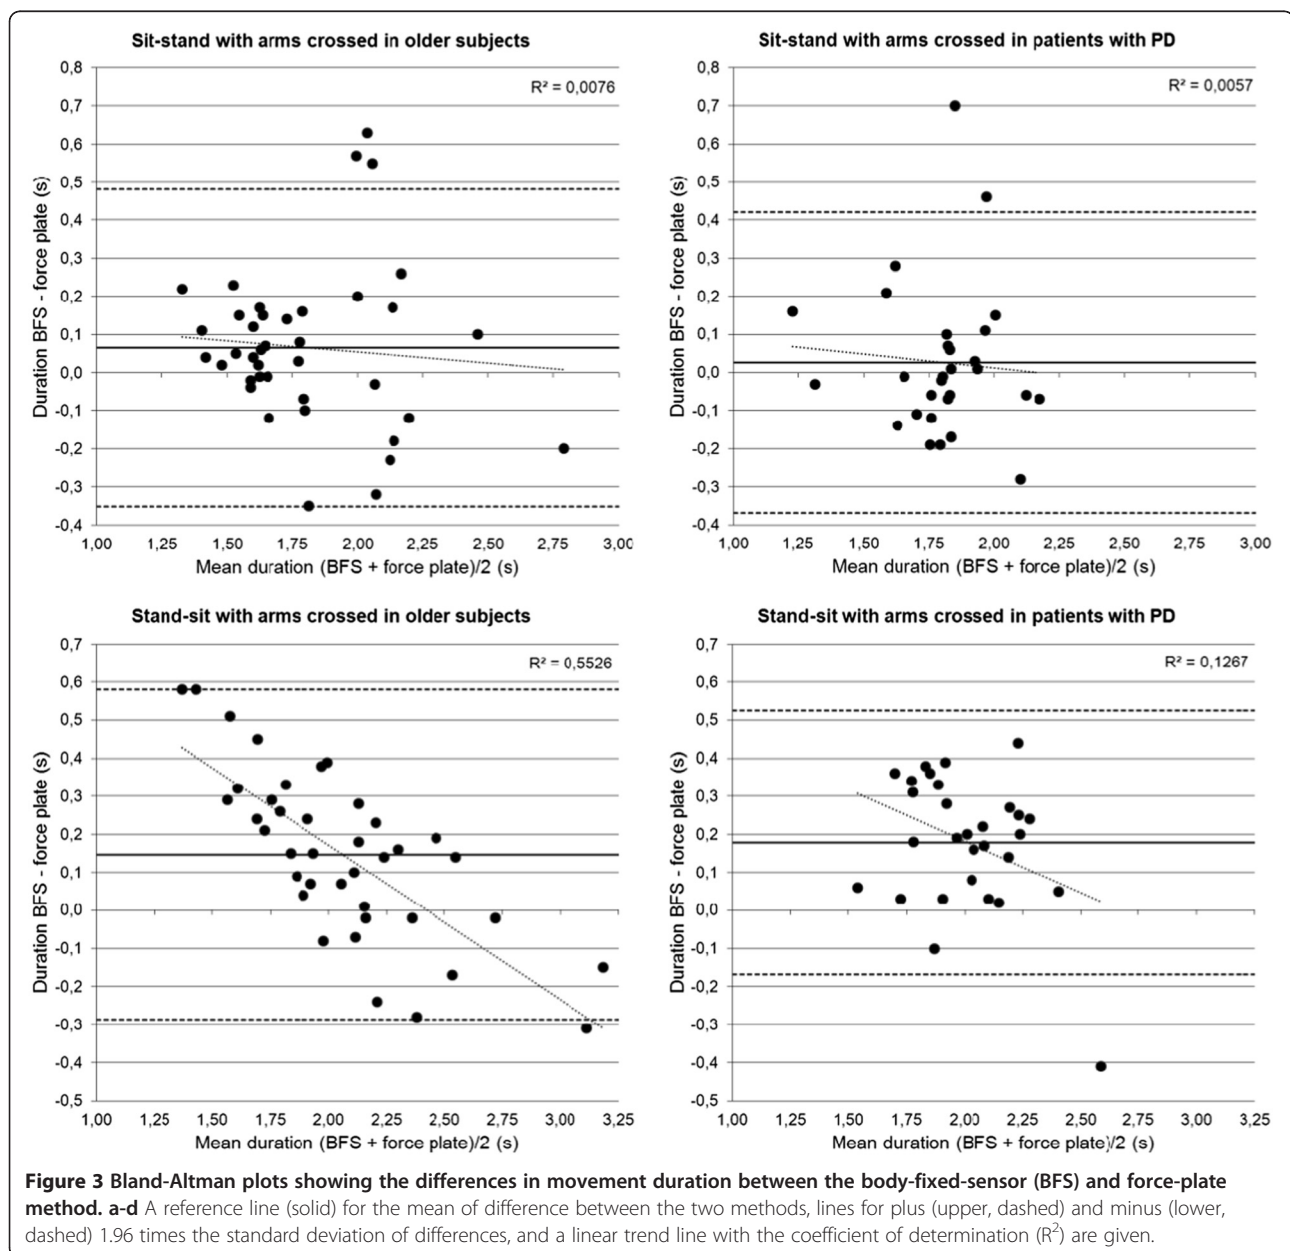 Sit-stand with arms crossed in older subjects
R² = 0,0076
Duration BFS - force plate (s)
0,8
0,7
0,6
0,5
0,4
0,3
0,2
0,1
0,0
-0,1
-0,2
-0,3
-0,4
1,00 1,25 1,50 1,75 2,00 2,25 2,50 2,75 3,00
Mean duration (BFS + force plate)/2 (s)
Sit-stand with arms crossed in patients with PD
R² = 0,0057
Duration BFS - force plate (s)
0,8
0,7
0,6
0,5
0,4
0,3
0,2
0,1
0,0
-0,1
-0,2
-0,3
-0,4
1,00 1,25 1,50 1,75 2,00 2,25 2,50 2,75 3,00
Mean duration (BFS + force plate)/2 (s)
Stand-sit with arms crossed in older subjects
R² = 0,5526
Duration BFS - force plate (s)
0,7
0,6
0,5
0,4
0,3
0,2
0,1
0,0
-0,1
-0,2
-0,3
-0,4
-0,5
1,00 1,25 1,50 1,75 2,00 2,25 2,50 2,75 3,00 3,25
Mean duration (BFS + force plate)/2 (s)
Stand-sit with arms crossed in patients with PD
R² = 0,1267
Duration BFS - force plate (s)
0,7
0,6
0,5
0,4
0,3
0,2
0,1
0,0
-0,1
-0,2
-0,3
-0,4
-0,5
1,00 1,25 1,50 1,75 2,00 2,25 2,50 2,75 3,00 3,25
Mean duration (BFS + force plate)/2 (s)
Figure 3 Bland-Altman plots showing the differences in movement duration between the body-fixed-sensor (BFS) and force-plate
method. a-d A reference line (solid) for the mean of difference between the two methods, lines for plus (upper, dashed) and minus (lower,
dashed) 1.96 times the standard deviation of differences, and a linear trend line with the coefficient of determination (R²) are given.